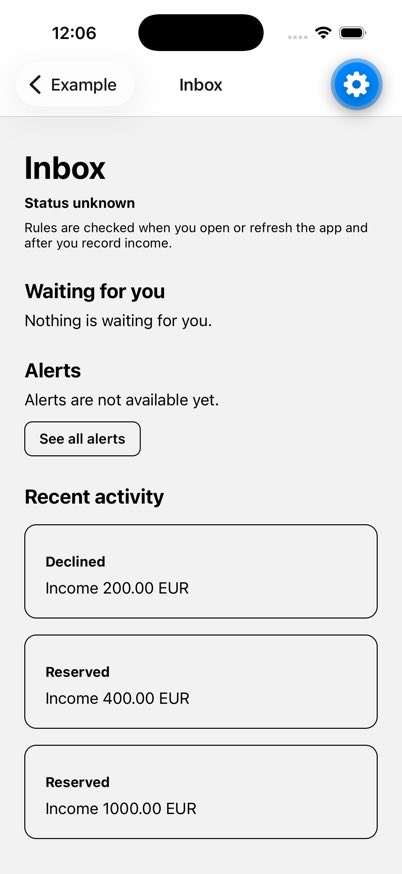 12:06
Example
Inbox
Inbox
Status unknown
Rules are checked when you open or refresh the app and
after you record income.
Waiting for you
Nothing is waiting for you.
Alerts
Alerts are not available yet.
See all alerts
Recent activity
Declined
Income 200.00 EUR
Reserved
Income 400.00 EUR
Reserved
Income 1000.00 EUR